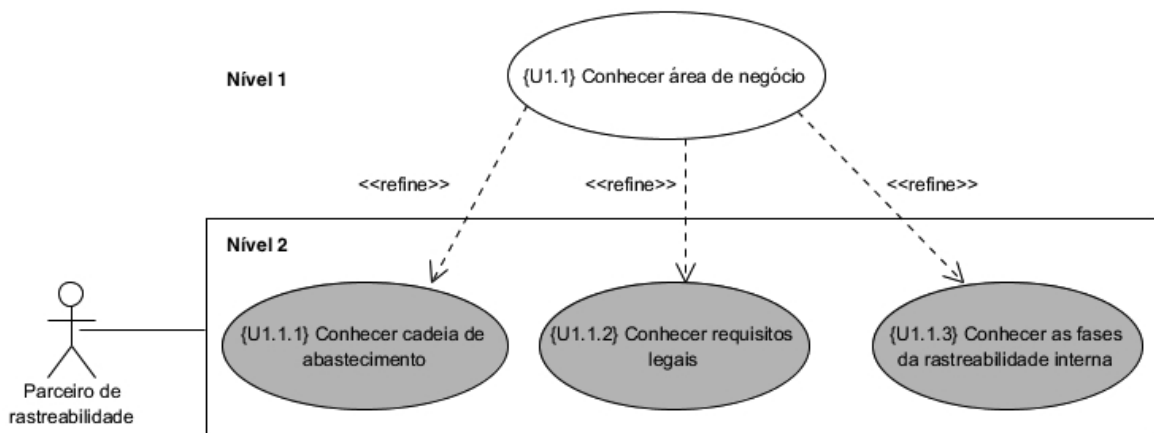 Nível 1
{U1.1} Conhecer área de negócio
<<refine>>
<<refine>>
<<refine>>
Nível 2
{U1.1.1} Conhecer cadeia de
abastecimento
{U1.1.2} Conhecer requisitos
legais
{U1.1.3} Conhecer as fases
da rastreabilidade interna
Parceiro de
rastreabilidade